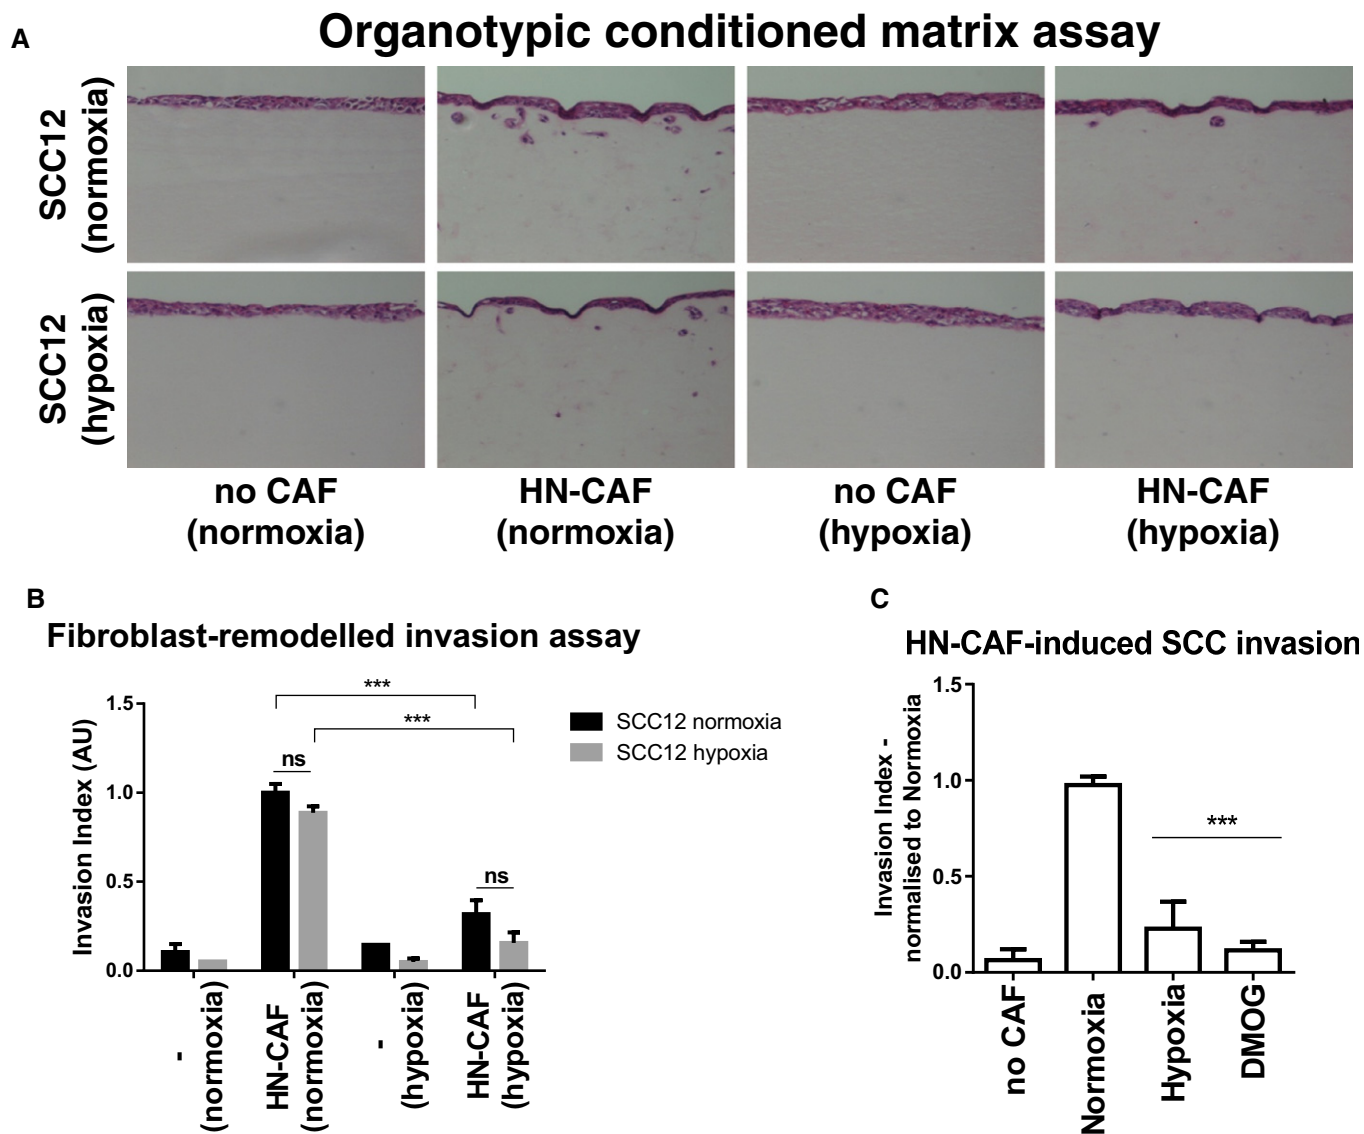 A
Organotypic conditioned matrix assay
SCC12
(normoxia)
SCC12
(hypoxia)
no CAF
(normoxia)
HN-CAF
(normoxia)
no CAF
(hypoxia)
HN-CAF
(hypoxia)
B
Fibroblast-remodelled invasion assay
Invasion Index (AU)
1.5
1.0
0.5
0.0
***
***
ns
ns
SCC12 normoxia
SCC12 hypoxia
-
(normoxia)
HN-CAF
(normoxia)
-
(hypoxia)
HN-CAF
(hypoxia)
C
HN-CAF-induced SCC invasion
Invasion Index -
normalised to Normoxia
1.5
1.0
0.5
0.0
***
no CAF
Normoxia
Hypoxia
DMOG